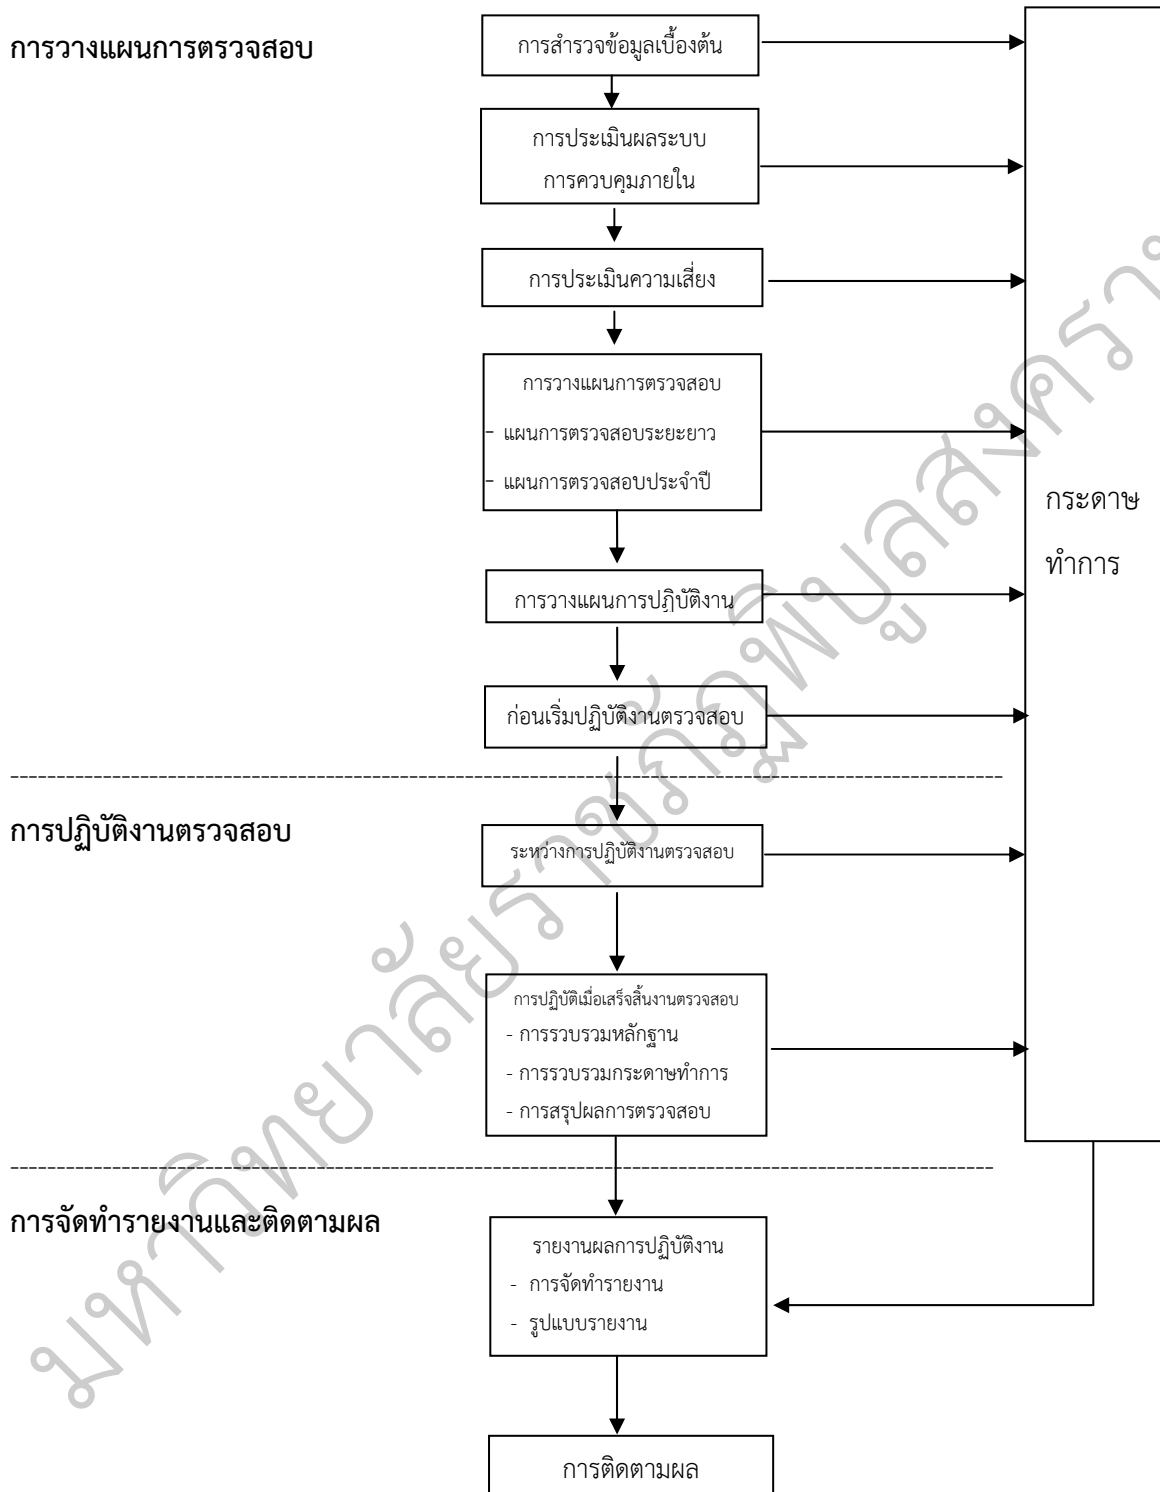 การวางแผนการตรวจสอบ
การสำรวจข้อมูลเบื้องต้น
การประเมินผลระบบ
การควบคุมภายใน
การประเมินความเสี่ยง
การวางแผนการตรวจสอบ
- แผนการตรวจสอบระยะยาว
- แผนการตรวจสอบประจำปี
การวางแผนการปฏิบัติงาน
ก่อนเริ่มปฏิบัติงานตรวจสอบ
กระดาษ
ทำการ
การปฏิบัติงานตรวจสอบ
ระหว่างการปฏิบัติงานตรวจสอบ
การปฏิบัติเมื่อเสร็จสิ้นงานตรวจสอบ
- การรวบรวมหลักฐาน
- การรวบรวมกระดาษทำการ
- การสรุปผลการตรวจสอบ
การจัดทำรายงานและติดตามผล
รายงานผลการปฏิบัติงาน
- การจัดทำรายงาน
- รูปแบบรายงาน
การติดตามผล
มหาวิทยาลัยราชภัฏพิบูลสงคราม